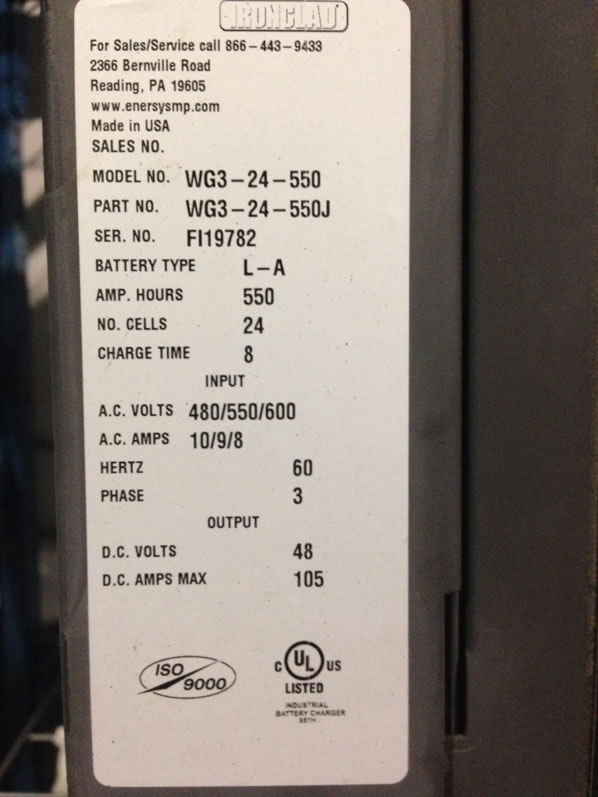 IRONCLAD
For Sales/Service call 866-443-9433
2366 Bernville Road
Reading, PA 19605
www.enersysmp.com
Made in USA
SALES NO.
MODEL NO. WG3-24-550
PART NO. WG3-24-550J
SER. NO. FI19782
BATTERY TYPE L-A
AMP. HOURS 550
NO. CELLS 24
CHARGE TIME 8
INPUT
A.C. VOLTS 480/550/600
A.C. AMPS 10/9/8
HERTZ 60
PHASE 3
OUTPUT
D.C. VOLTS 48
D.C. AMPS MAX 105
ISO 9000
C UL US
LISTED
INDUSTRIAL
BATTERY CHARGER